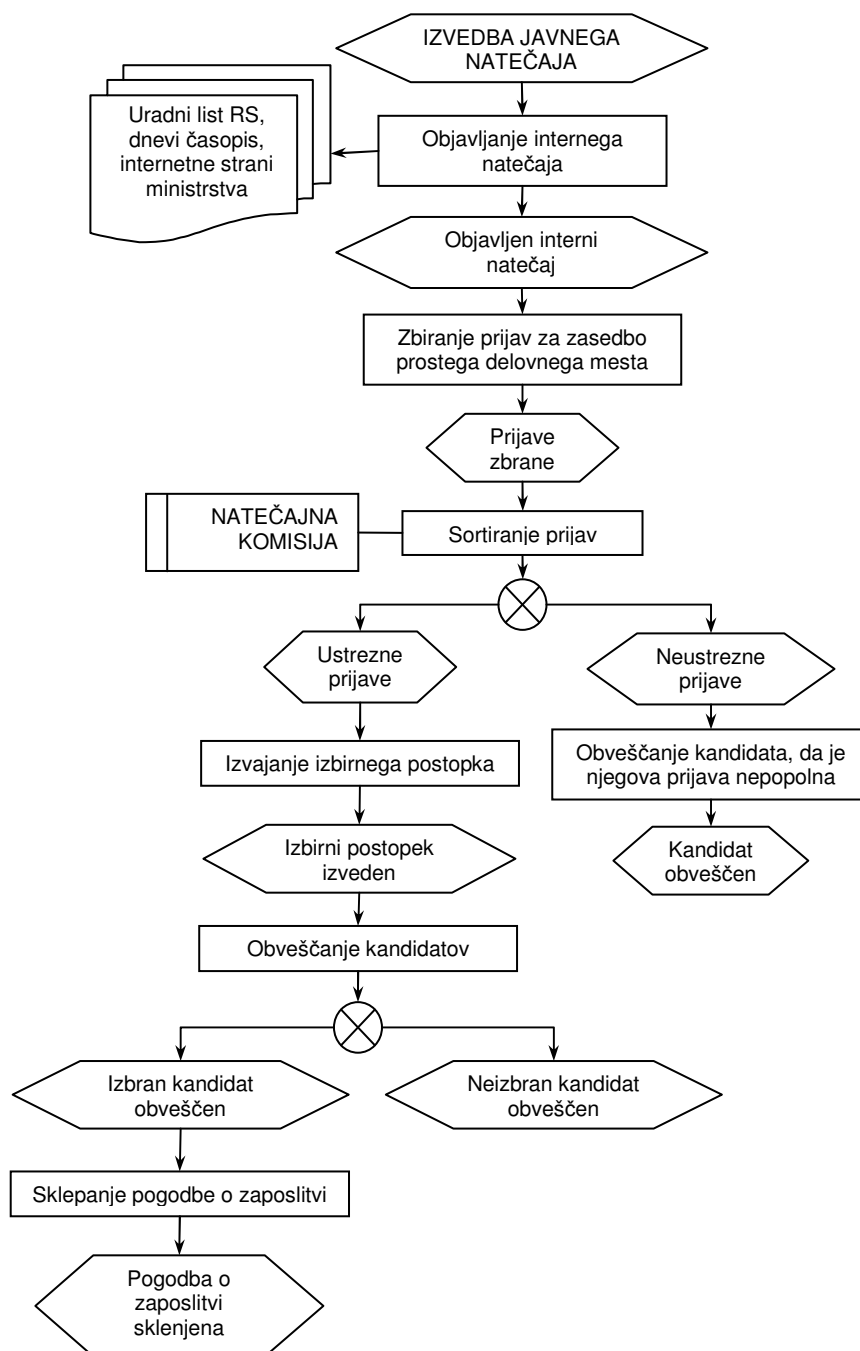 IZVEDBA JAVNEGA
NATEČAJA
Uradni list RS,
dnevi časopis,
internetne strani
ministrstva
Objavljanje internega
natečaja
Objavljen interni
natečaj
Zbiranje prijav za zasedbo
prostega delovnega mesta
Prijave
zbrane
NATEČAJNA
KOMISIJA
Sortiranje prijav
Ustrezne
prijave
Neustrezne
prijave
Izvajanje izbirnega postopka
Obveščanje kandidata, da je
njegova prijava nepopolna
Izbirni postopek
izveden
Kandidat
obveščen
Obveščanje kandidatov
Izbran kandidat
obveščen
Neizbran kandidat
obveščen
Sklepanje pogodbe o zaposlitvi
Pogodba o
zaposlitvi
sklenjena